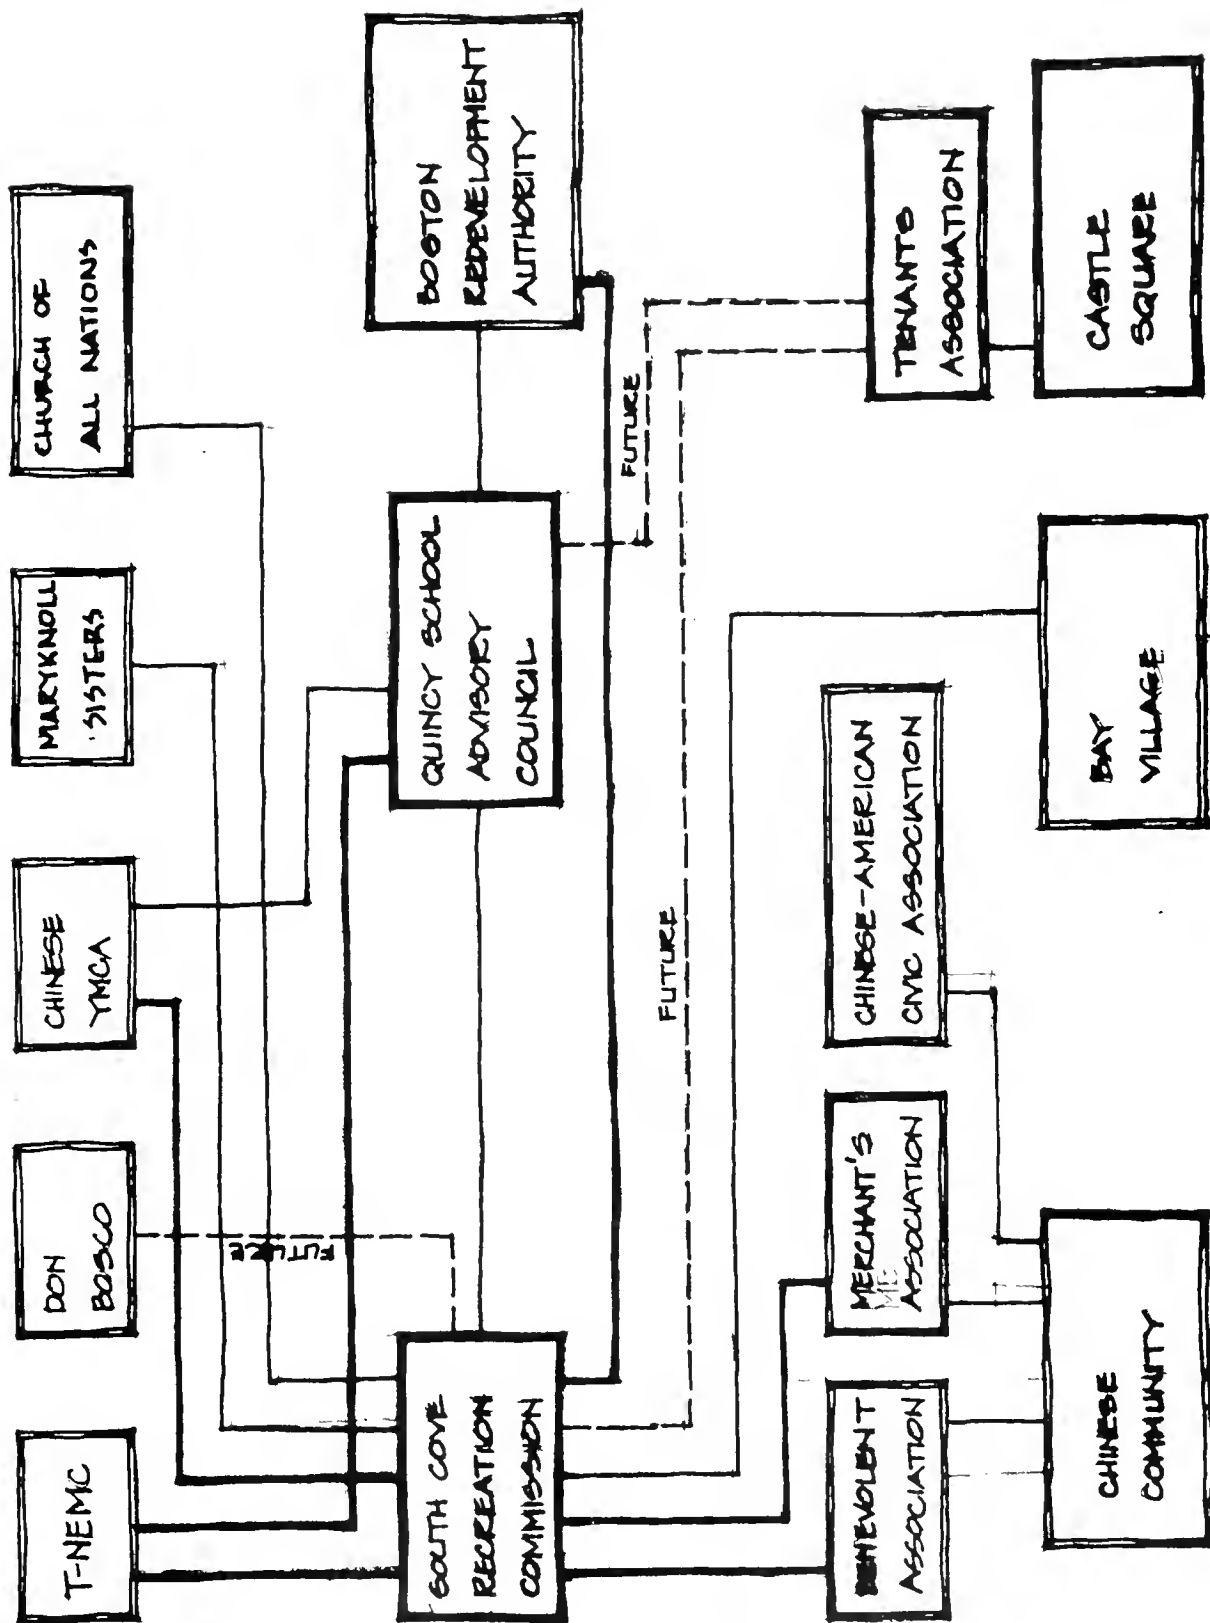 T-NEMC
DON
BOSCO
CHINESE
YMCA
MARYKNOLL
SISTERS
CHURCH OF
ALL NATIONS
FUTURE
SOUTH COVE
RECREATION
COMMISSION
QUINCY SCHOOL
ADVISORY
COUNCIL
BOSTON
REDEVELOPMENT
AUTHORITY
FUTURE
FUTURE
BENEVOLENT
ASSOCIATION
MERCHANT'S
ME
ASSOCIATION
CHINESE-AMERICAN
CIVIC ASSOCIATION
TENANTS
ASSOCIATION
CHINESE
COMMUNITY
BAY
VILLAGE
CASTLE
SQUARE